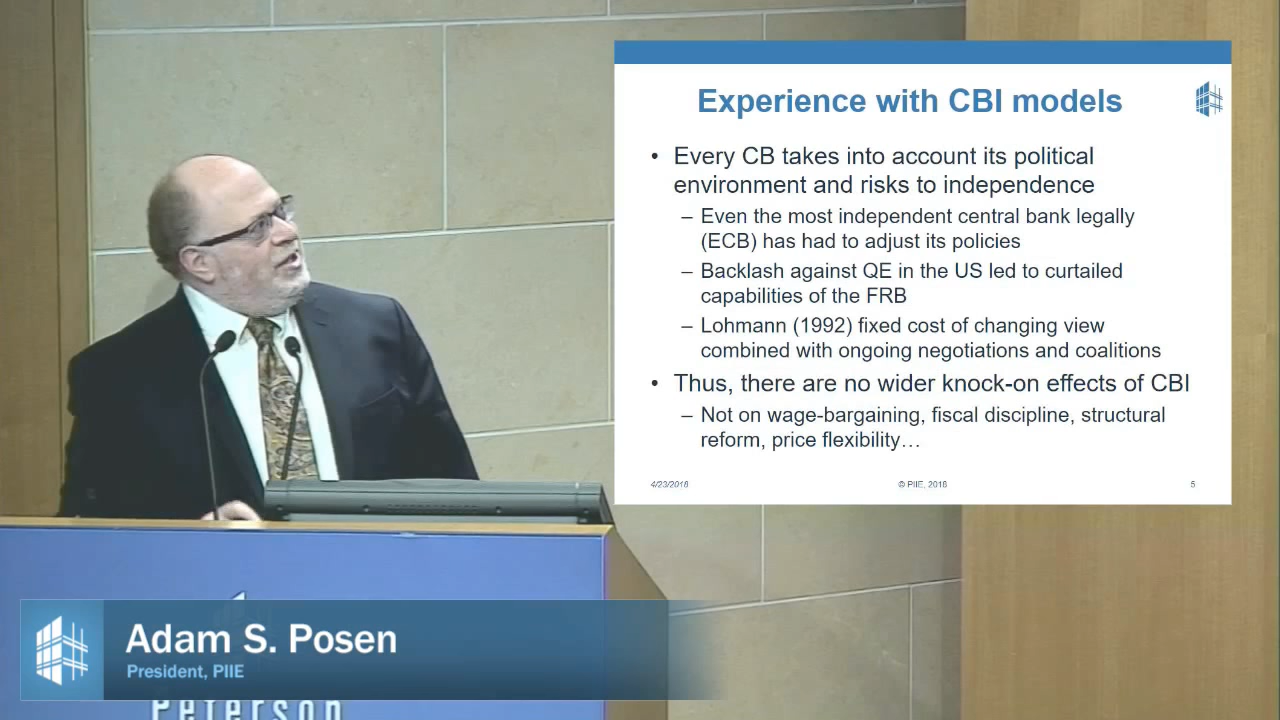 Experience with CBI models
• Every CB takes into account its political
environment and risks to independence
– Even the most independent central bank legally
(ECB) has had to adjust its policies
– Backlash against QE in the US led to curtailed
capabilities of the FRB
– Lohmann (1992) fixed cost of changing view
combined with ongoing negotiations and coalitions
• Thus, there are no wider knock-on effects of CBI
– Not on wage-bargaining, fiscal discipline, structural
reform, price flexibility…
4/23/2018 © PIIE, 2018 5
Adam S. Posen
President, PIIE
Peterson